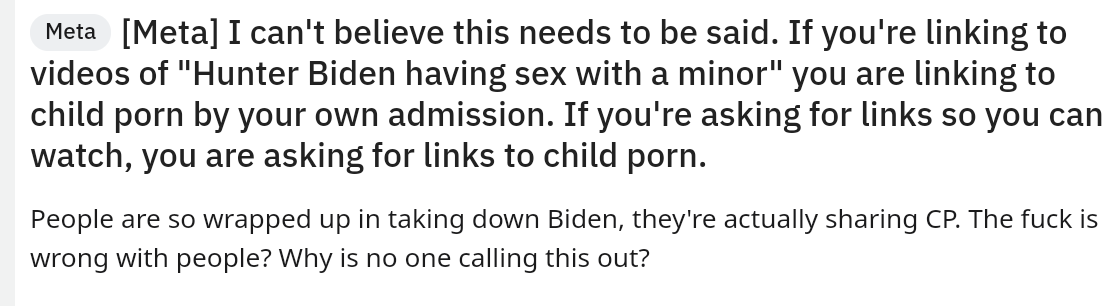 Meta [Meta] I can't believe this needs to be said. If you're linking to
videos of "Hunter Biden having sex with a minor" you are linking to
child porn by your own admission. If you're asking for links so you can
watch, you are asking for links to child porn.
People are so wrapped up in taking down Biden, they're actually sharing CP. The fuck is
wrong with people? Why is no one calling this out?